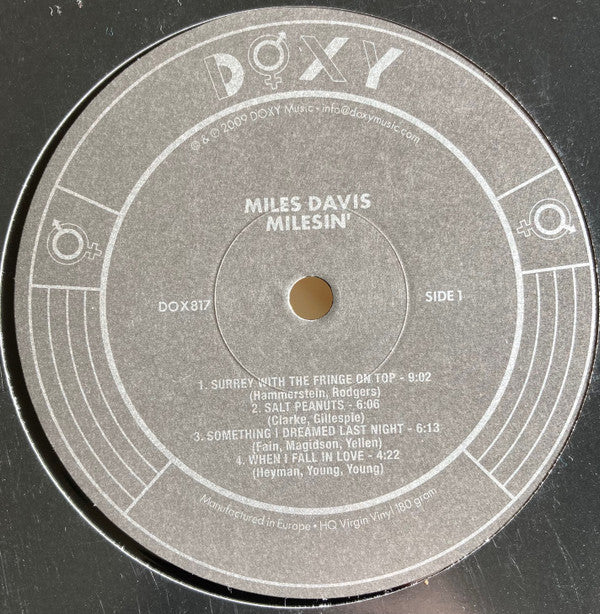 DOXY
℗ & © 2009 DOXY Music • info@doxymusic.com
MILES DAVIS
MILESIN'
DOX817
SIDE 1
1. SURREY WITH THE FRINGE ON TOP - 9:02
(Hammerstein, Rodgers)
2. SALT PEANUTS - 6:06
(Clarke, Gillespie)
3. SOMETHING I DREAMED LAST NIGHT - 6:13
(Fain, Magidson, Yellen)
4. WHEN I FALL IN LOVE - 4:22
(Heyman, Young, Young)
Manufactured in Europe • HQ Virgin Vinyl 180 gram